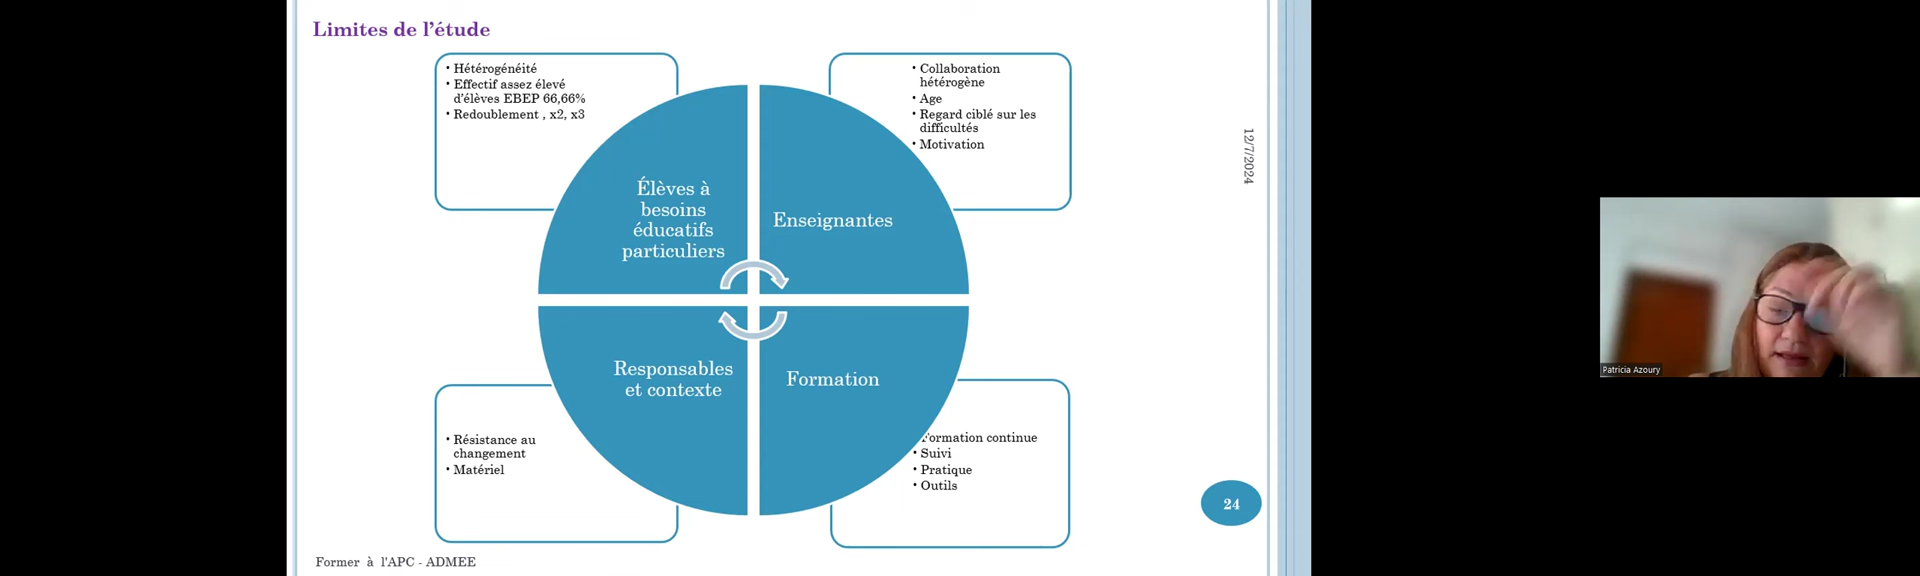 Limites de l'étude
• Hétérogénéité
• Effectif assez élevé
d'élèves EBEP 66,66%
• Redoublement , x2, x3
• Collaboration
hétérogène
• Age
• Regard ciblé sur les
difficultés
• Motivation
Élèves à
besoins
éducatifs
particuliers
Enseignantes
Responsables
et contexte
Formation
• Résistance au
changement
• Matériel
Formation continue
• Suivi
• Pratique
• Outils
12/7/2024
24
Former à l'APC - ADMEE
Patricia Azoury